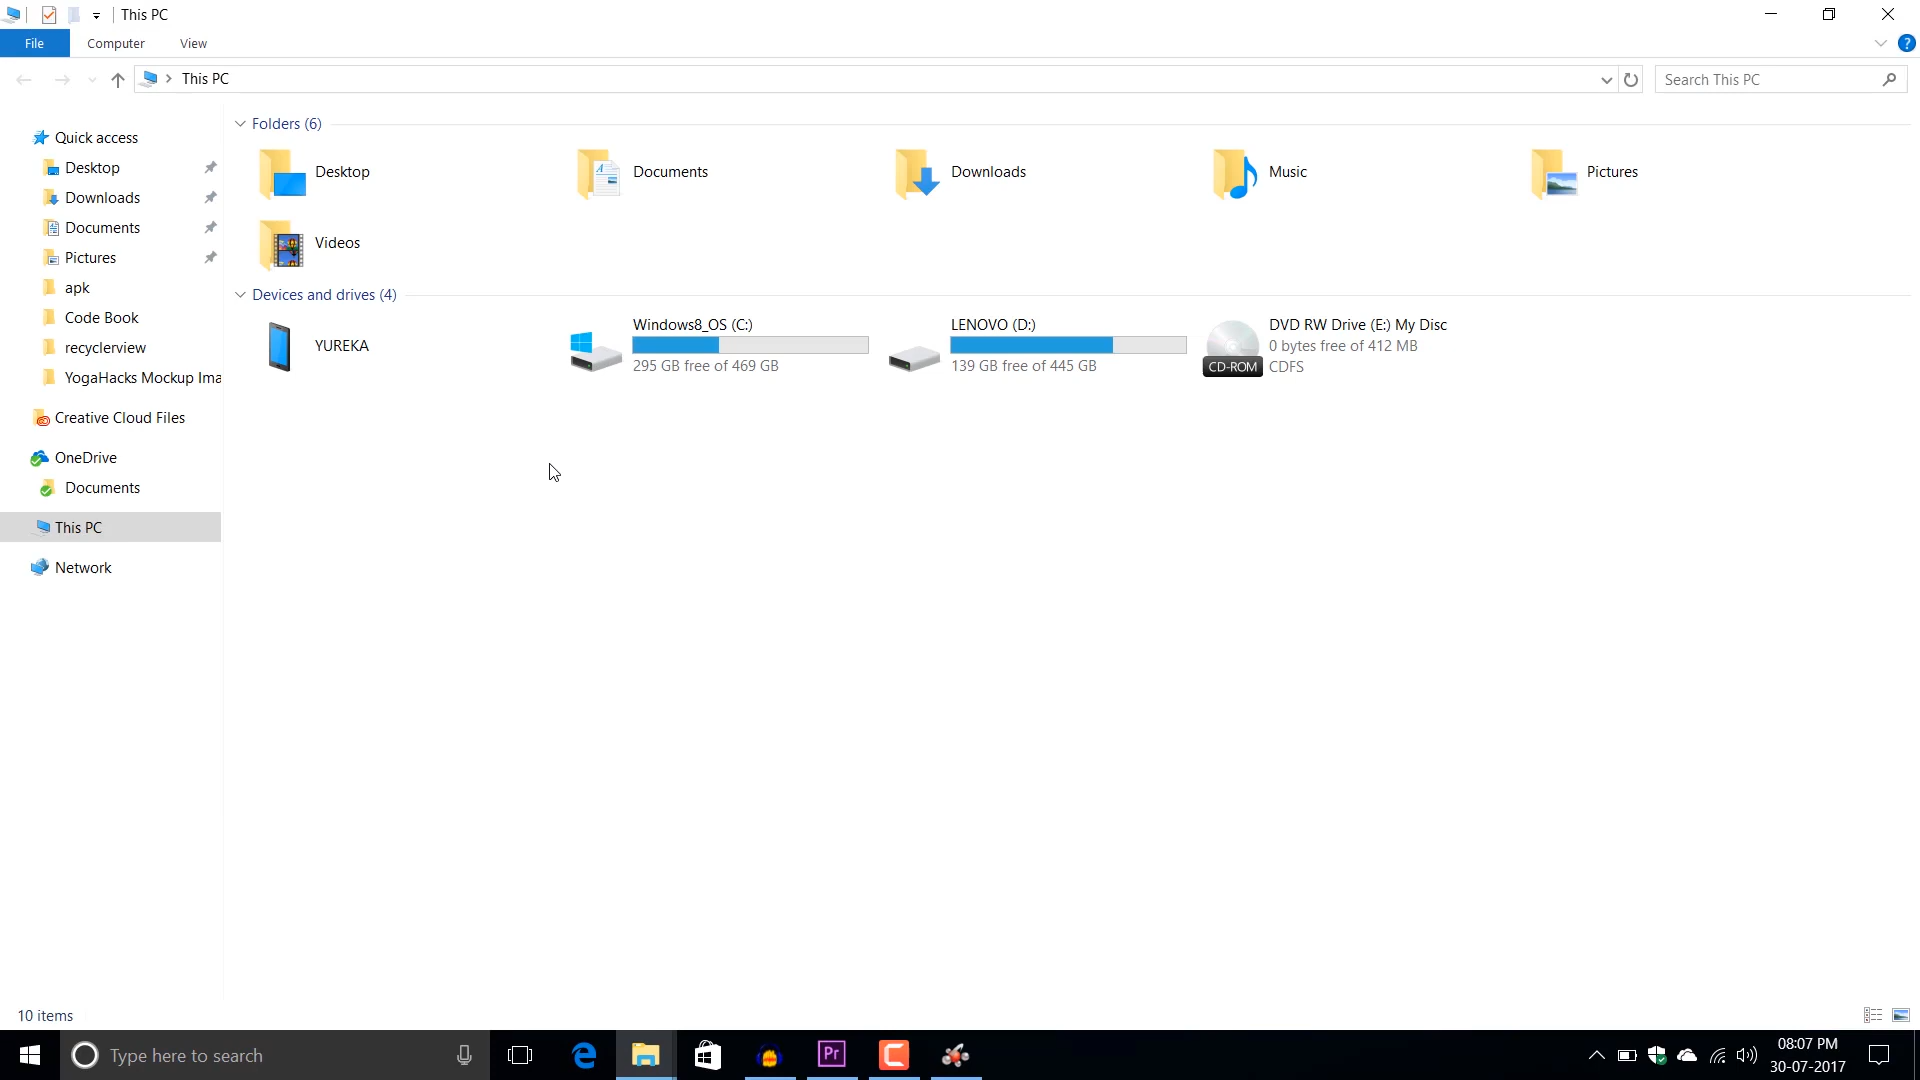 This PC
File Computer View
This PC
Search This PC
Quick access
Desktop
Downloads
Documents
Pictures
apk
Code Book
recyclerview
YogaHacks Mockup Ima
Creative Cloud Files
OneDrive
Documents
This PC
Network
Folders (6)
Desktop
Documents
Downloads
Music
Pictures
Videos
Devices and drives (4)
YUREKA
Windows8_OS (C:)
295 GB free of 469 GB
LENOVO (D:)
139 GB free of 445 GB
DVD RW Drive (E:) My Disc
0 bytes free of 412 MB
CDFS
CD-ROM
10 items
Type here to search
Pr
08:07 PM
30-07-2017